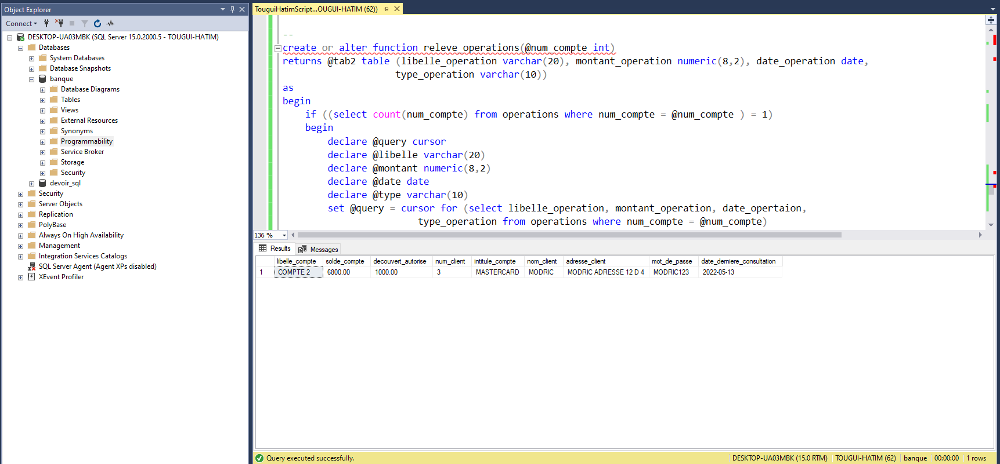 Object Explorer
Connect
DESKTOP-UA03MBK (SQL Server 15.0.2000.5 - TOUGUI-HATIM)
Databases
System Databases
Database Snapshots
banque
Database Diagrams
Tables
Views
External Resources
Synonyms
Programmability
Service Broker
Storage
Security
devoir_sql
Security
Server Objects
Replication
PolyBase
Always On High Availability
Management
Integration Services Catalogs
SQL Server Agent (Agent XPs disabled)
XEvent Profiler
TouguiHatimScript...OUGUI-HATIM (62))
--
create or alter function releve_operations(@num_compte int)
returns @tab2 table (libelle_operation varchar(20), montant_operation numeric(8,2), date_operation date,
type_operation varchar(10))
as
begin
if ((select count(num_compte) from operations where num_compte = @num_compte ) = 1)
begin
declare @query cursor
declare @libelle varchar(20)
declare @montant numeric(8,2)
declare @date date
declare @type varchar(10)
set @query = cursor for (select libelle_operation, montant_operation, date_opertaion,
type_operation from operations where num_compte = @num_compte)
136 %
Results Messages
libelle_compte solde_compte decouvert_autorise num_client intitule_compte nom_client adresse_client mot_de_passe date_derniere_consultation
1 COMPTE 2 6800.00 1000.00 3 MASTERCARD MODRIC MODRIC ADRESSE 12 D 4 MODRIC123 2022-05-13
Query executed successfully. DESKTOP-UA03MBK (15.0 RTM) TOUGUI-HATIM (62) banque 00:00:00 1 rows